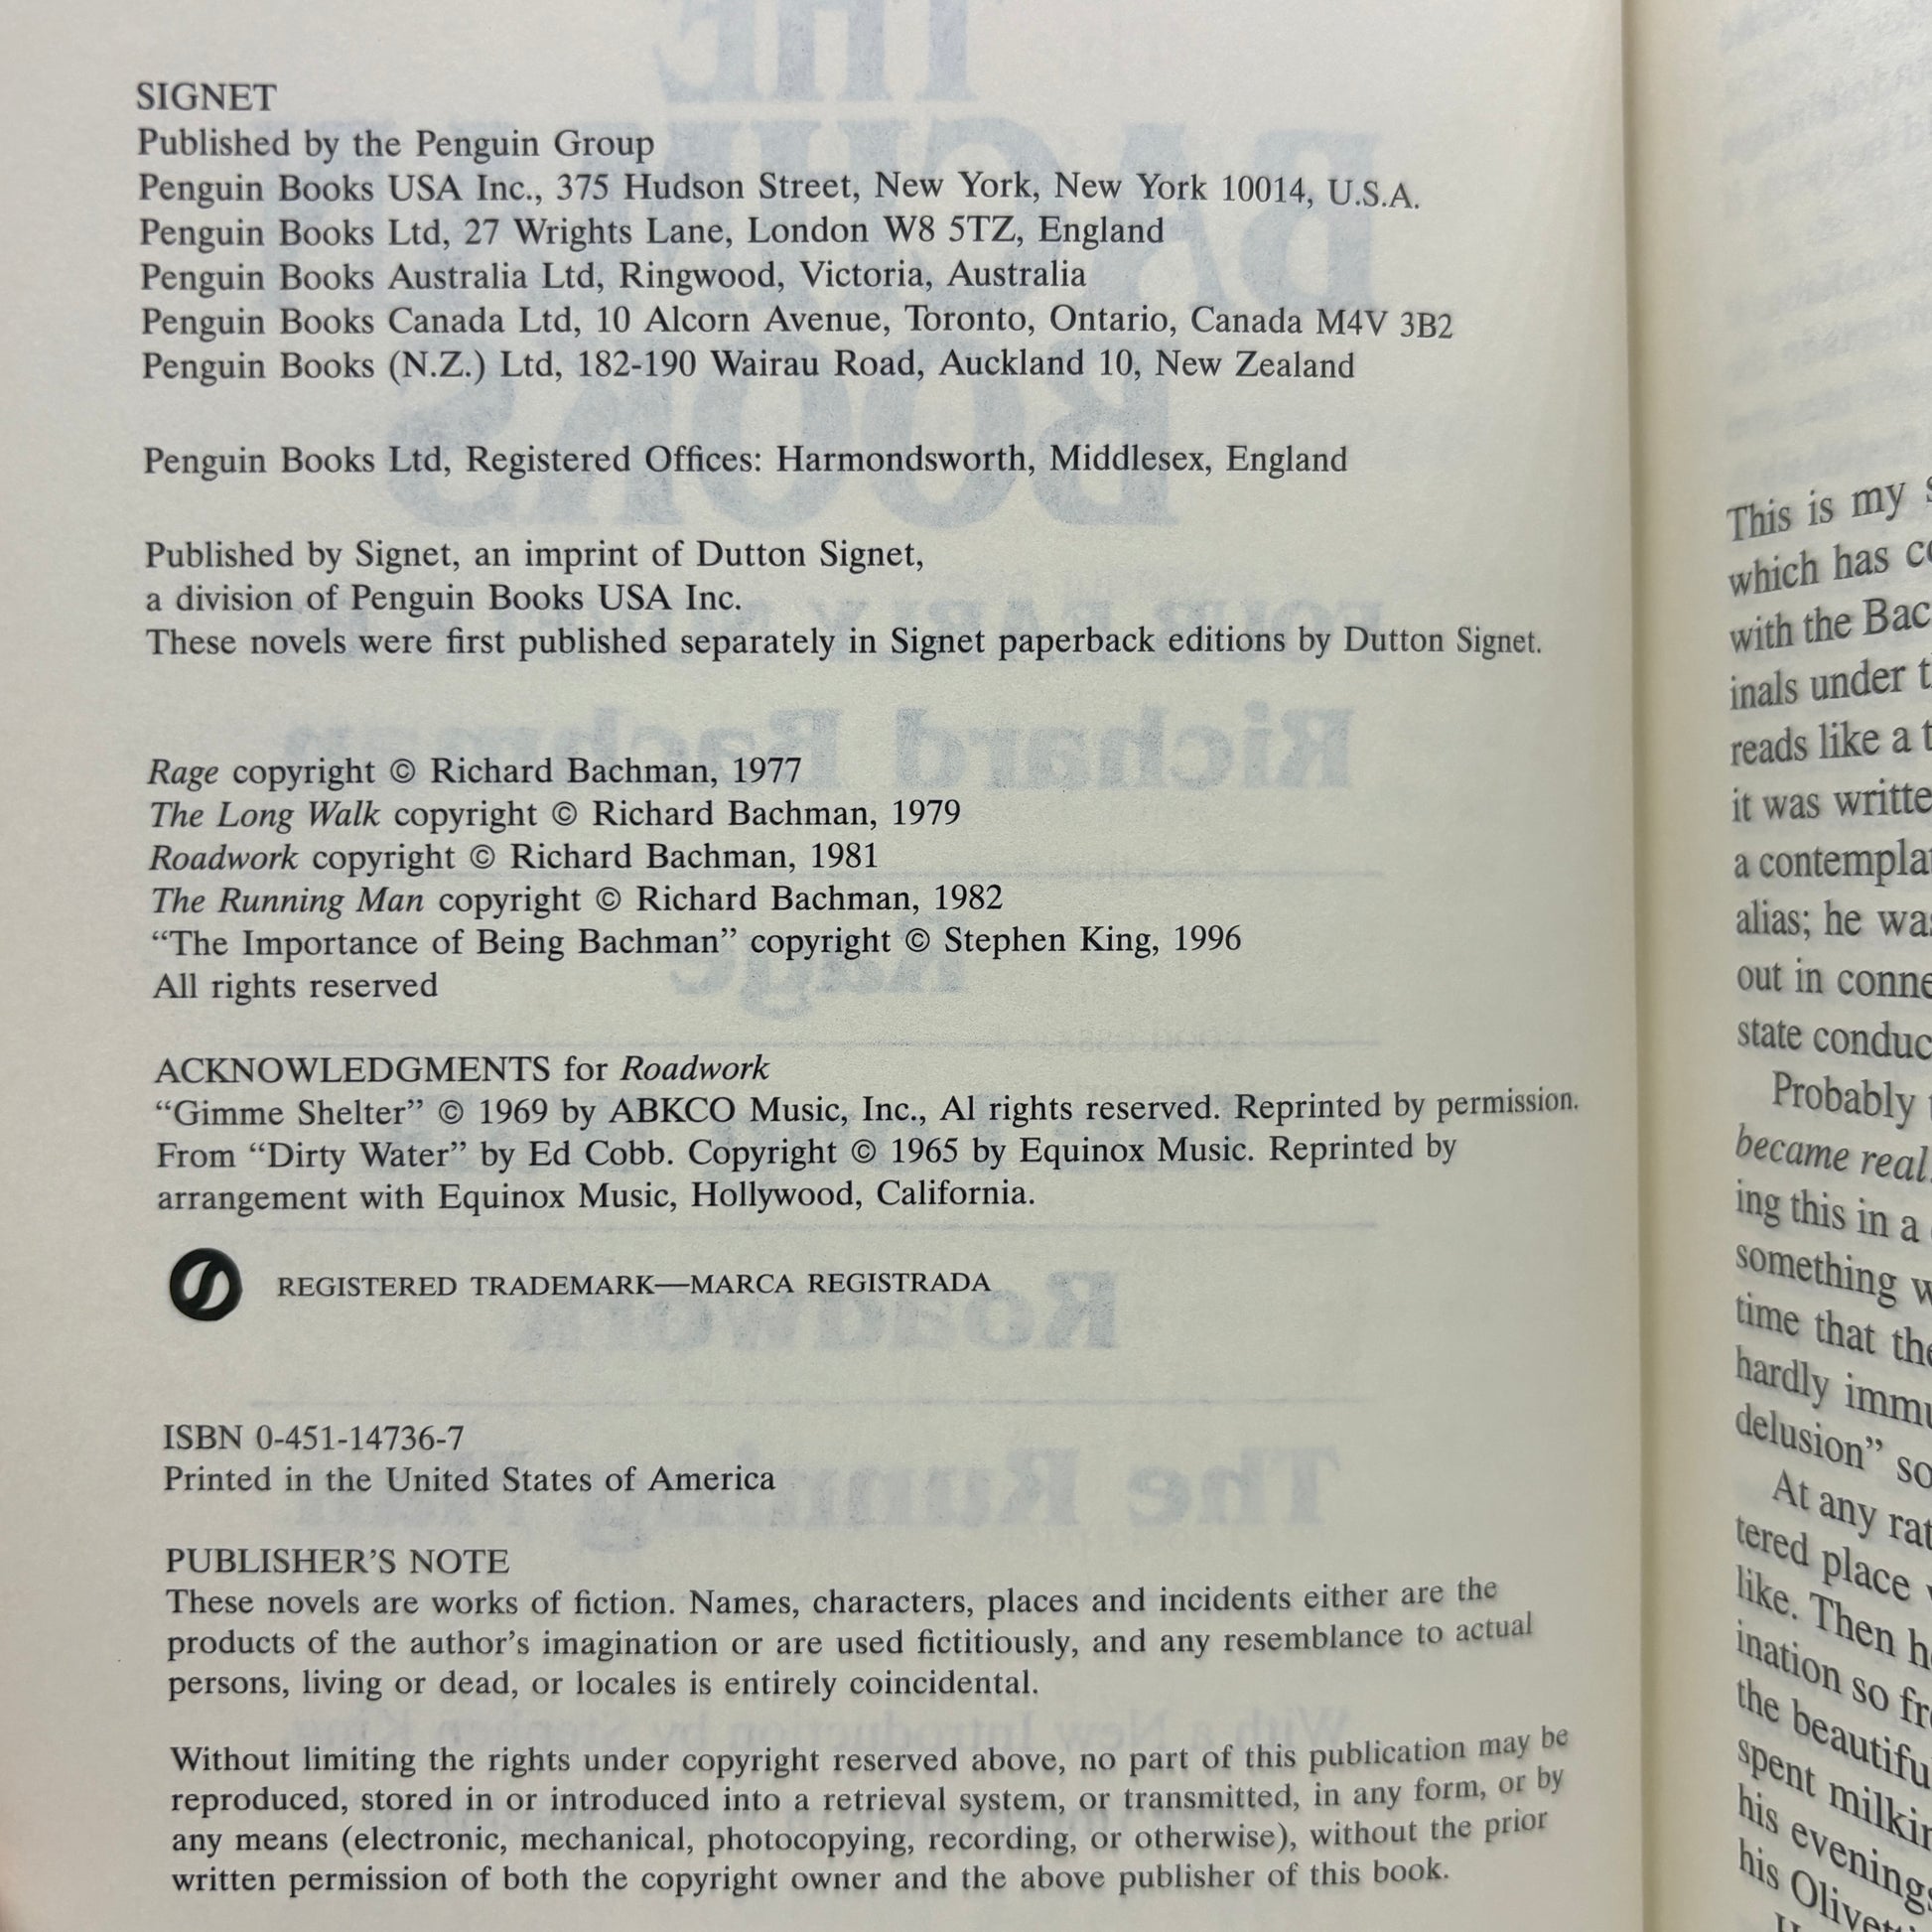 SIGNET
Published by the Penguin Group
Penguin Books USA Inc., 375 Hudson Street, New York, New York 10014, U.S.A.
Penguin Books Ltd, 27 Wrights Lane, London W8 5TZ, England
Penguin Books Australia Ltd, Ringwood, Victoria, Australia
Penguin Books Canada Ltd, 10 Alcorn Avenue, Toronto, Ontario, Canada M4V 3B2
Penguin Books (N.Z.) Ltd, 182-190 Wairau Road, Auckland 10, New Zealand
Penguin Books Ltd, Registered Offices: Harmondsworth, Middlesex, England
Published by Signet, an imprint of Dutton Signet,
a division of Penguin Books USA Inc.
These novels were first published separately in Signet paperback editions by Dutton Signet.
Rage copyright © Richard Bachman, 1977
The Long Walk copyright © Richard Bachman, 1979
Roadwork copyright © Richard Bachman, 1981
The Running Man copyright © Richard Bachman, 1982
“The Importance of Being Bachman” copyright © Stephen King, 1996
All rights reserved
ACKNOWLEDGMENTS for Roadwork
“Gimme Shelter” © 1969 by ABKCO Music, Inc., Al rights reserved. Reprinted by permission.
From “Dirty Water” by Ed Cobb. Copyright © 1965 by Equinox Music. Reprinted by
arrangement with Equinox Music, Hollywood, California.
REGISTERED TRADEMARK—MARCA REGISTRADA
ISBN 0-451-14736-7
Printed in the United States of America
PUBLISHER’S NOTE
These novels are works of fiction. Names, characters, places and incidents either are the
products of the author’s imagination or are used fictitiously, and any resemblance to actual
persons, living or dead, or locales is entirely coincidental.
Without limiting the rights under copyright reserved above, no part of this publication may be
reproduced, stored in or introduced into a retrieval system, or transmitted, in any form, or by
any means (electronic, mechanical, photocopying, recording, or otherwise), without the prior
written permission of both the copyright owner and the above publisher of this book.
This is my
which has
with the Bac
inals under
reads like a
it was writte
a contempla
alias; he was
out in conne
state conduc
Probably
became real.
ing this in a
something
time that the
hardly immu
delusion” so
At any rat
tered place
like. Then he
ination so fr
the beautifu
spent milkin
his evenings
his Olivetti